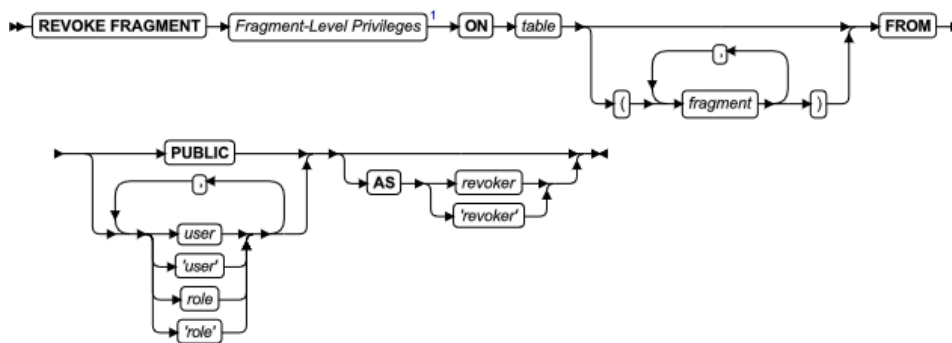 REVOKE FRAGMENT Fragment-Level Privileges 1 ON table FROM
,
( fragment )
PUBLIC
, AS revoker
user 'revoker'
'user'
role
'role'